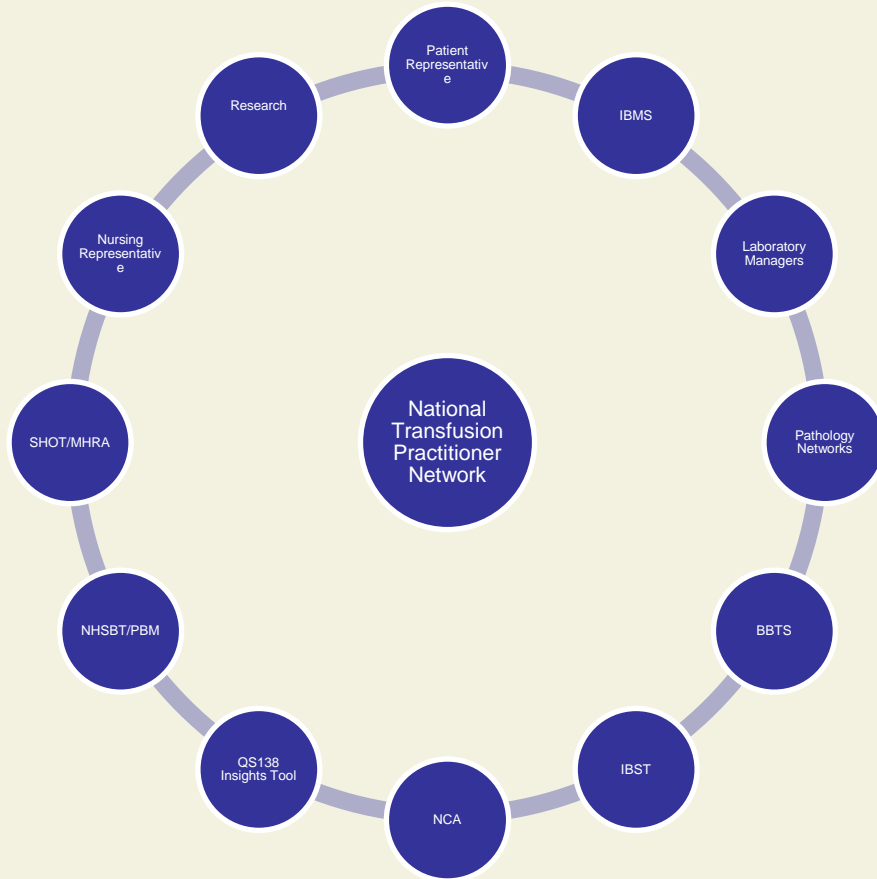 Patient
Representativ
e
IBMS
Laboratory
Managers
Pathology
Networks
BBTS
IBST
NCA
QS138
Insights Tool
NHSBT/PBM
SHOT/MHRA
Nursing
Representativ
e
Research
National
Transfusion
Practitioner
Network